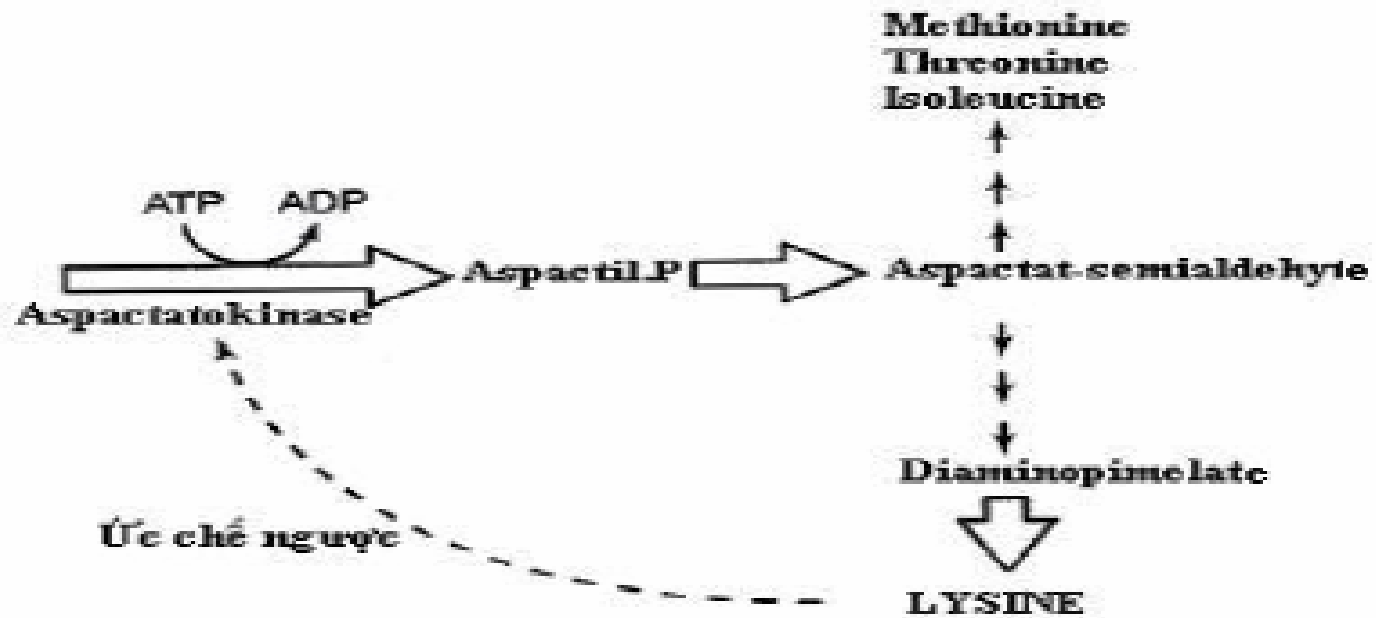 Methionine
Threonine
Isoleucine
ATP ADP
Aspactil.P
Aspactat-semialdehyte
Aspactatokinase
Diaminopimelate
Ức chế ngược
LYSINE